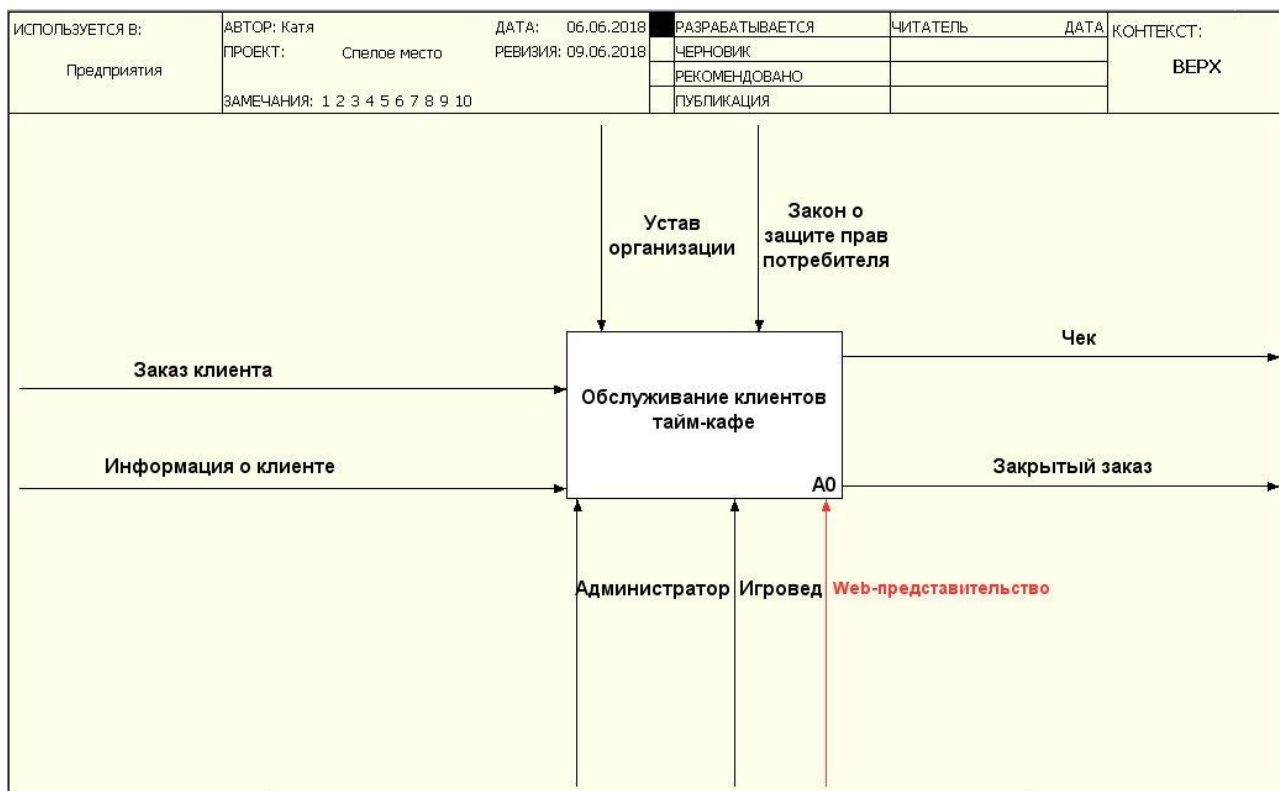 ИСПОЛЬЗУЕТСЯ В:
Предприятия
АВТОР: Катя ДАТА: 06.06.2018
ПРОЕКТ: Спелое место РЕВИЗИЯ: 09.06.2018
ЗАМЕЧАНИЯ: 1 2 3 4 5 6 7 8 9 10
РАЗРАБАТЫВАЕТСЯ
ЧЕРНОВИК
РЕКОМЕНДОВАНО
ПУБЛИКАЦИЯ
ЧИТАТЕЛЬ ДАТА
КОНТЕКСТ:
ВЕРХ
Устав
организации
Закон о
защите прав
потребителя
Заказ клиента
Информация о клиенте
Обслуживание клиентов
тайм-кафе
A0
Чек
Закрытый заказ
Администратор
Игровед
Web-представительство